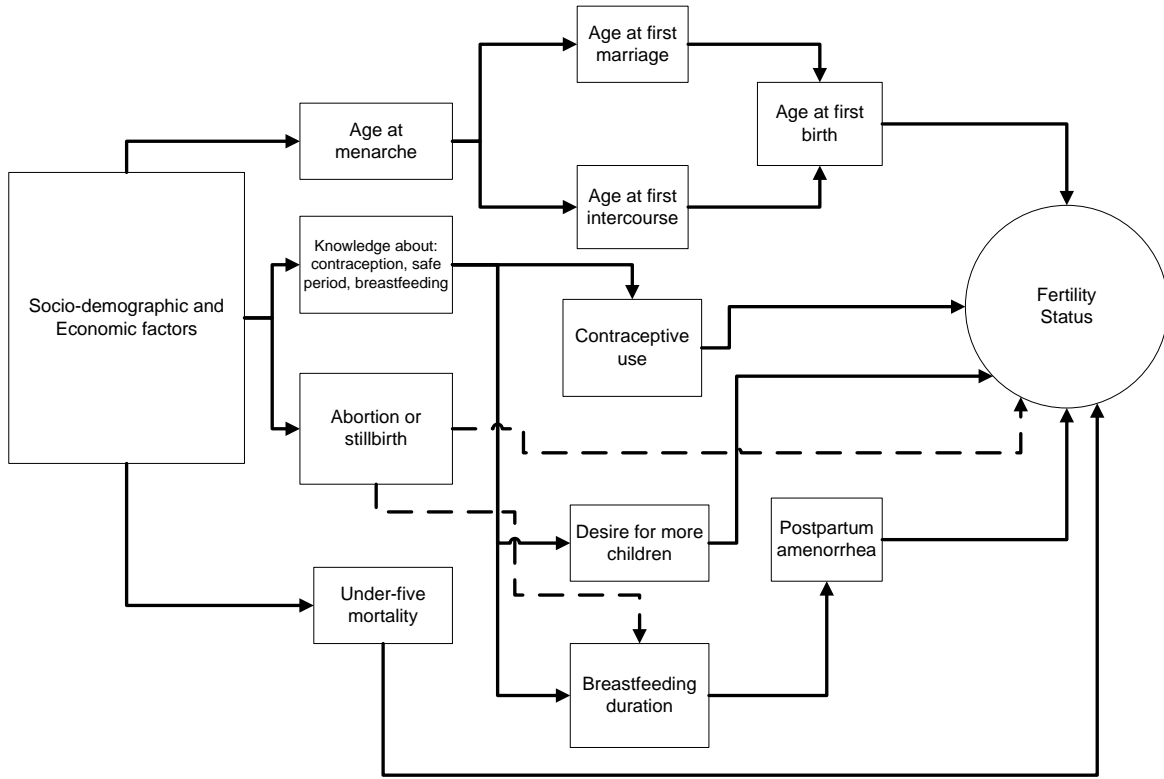 Age at first
marriage
Age at first
birth
Age at
menarche
Age at first
intercourse
Knowledge about:
contraception, safe
period, breastfeeding
Socio-demographic and
Economic factors
Fertility
Status
Contraceptive
use
Abortion or
stillbirth
Desire for more
children
Postpartum
amenorrhea
Under-five
mortality
Breastfeeding
duration